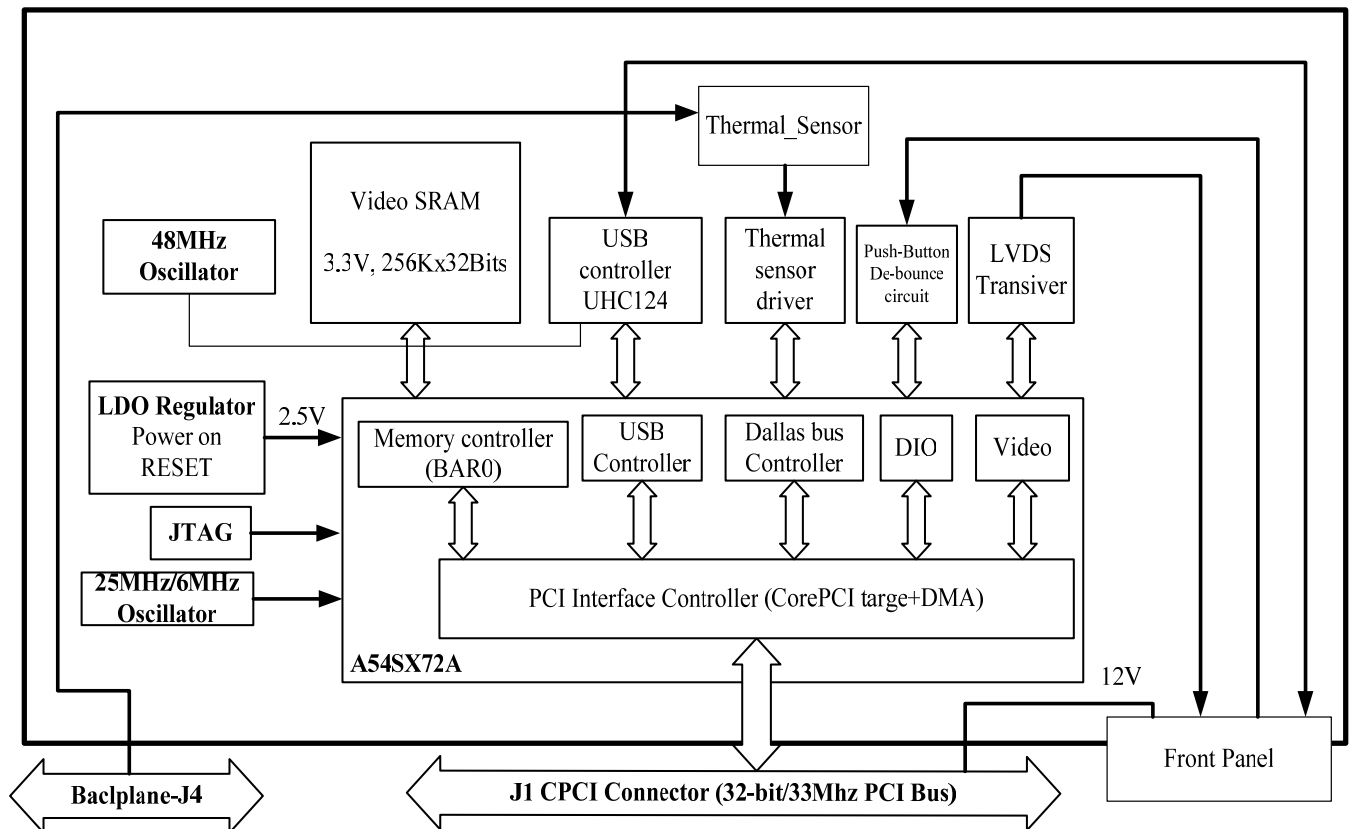 Thermal_Sensor
Video SRAM
3.3V, 256Kx32Bits
48MHz
Oscillator
USB
controller
UHC124
Thermal
sensor
driver
Push-Button
De-bounce
circuit
LVDS
Transiver
LDO Regulator
Power on
RESET
2.5V
Memory controller
(BAR0)
USB
Controller
Dallas bus
Controller
DIO
Video
JTAG
25MHz/6MHz
Oscillator
PCI Interface Controller (CorePCI targe+DMA)
A54SX72A
12V
Front Panel
Baclplane-J4
J1 CPCI Connector (32-bit/33Mhz PCI Bus)